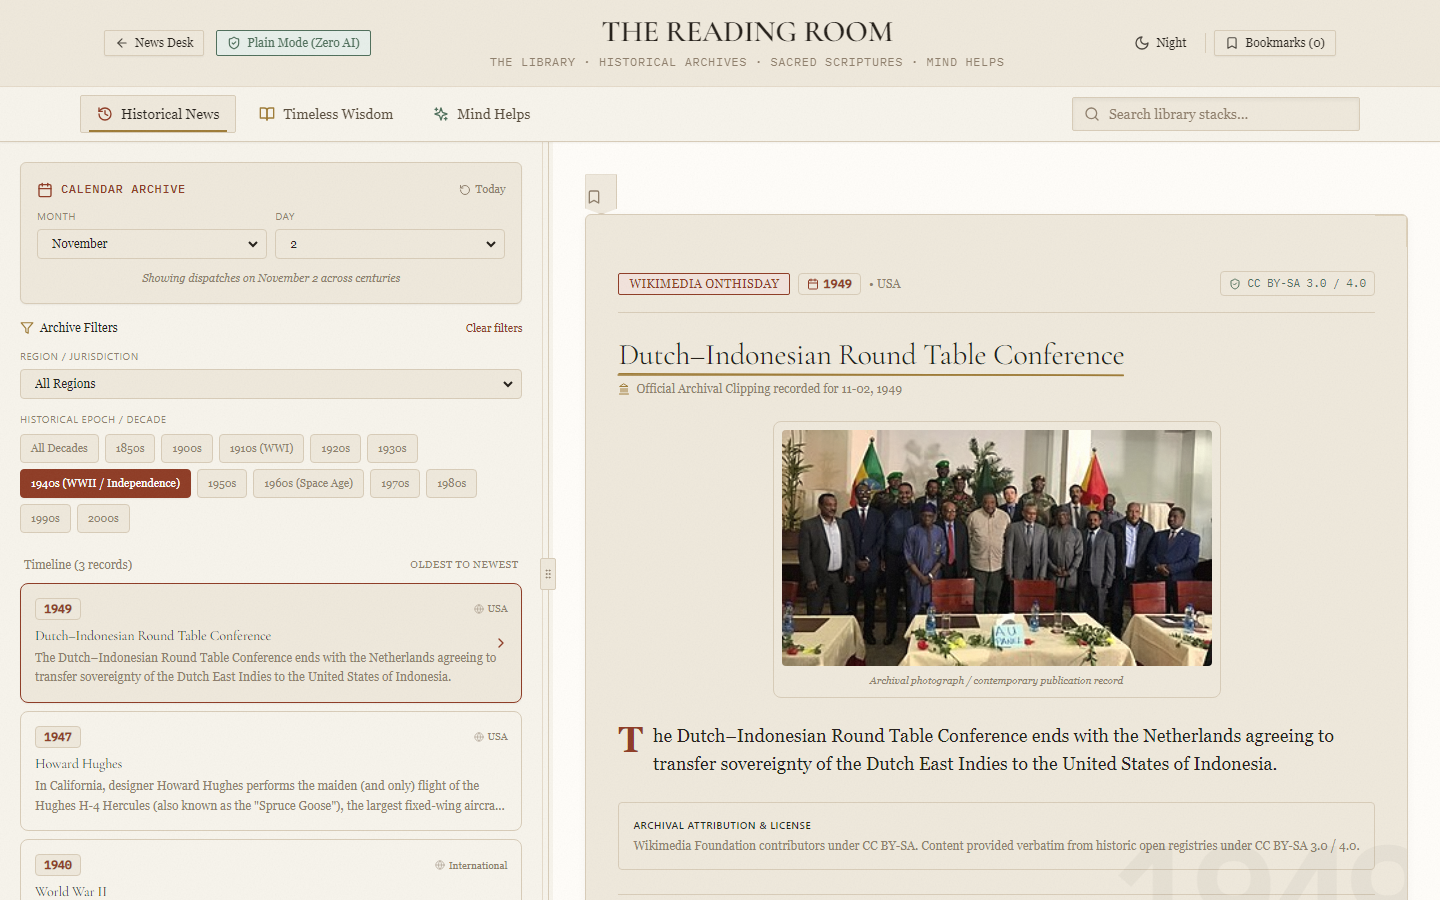 News Desk
Plain Mode (Zero AI)
THE READING ROOM
THE LIBRARY · HISTORICAL ARCHIVES · SACRED SCRIPTURES · MIND HELPS
Night
Bookmarks (0)
Historical News
Timeless Wisdom
Mind Helps
Search library stacks...
CALENDAR ARCHIVE
Today
MONTH
DAY
November
2
Showing dispatches on November 2 across centuries
Archive Filters
Clear filters
REGION / JURISDICTION
All Regions
HISTORICAL EPOCH / DECADE
All Decades
1850s
1900s
1910s (WWI)
1920s
1930s
1940s (WWII / Independence)
1950s
1960s (Space Age)
1970s
1980s
1990s
2000s
Timeline (3 records)
OLDEST TO NEWEST
1949
USA
Dutch–Indonesian Round Table Conference
The Dutch–Indonesian Round Table Conference ends with the Netherlands agreeing to
transfer sovereignty of the Dutch East Indies to the United States of Indonesia.
1947
USA
Howard Hughes
In California, designer Howard Hughes performs the maiden (and only) flight of the
Hughes H-4 Hercules (also known as the "Spruce Goose"), the largest fixed-wing aircra...
1940
International
World War II
WIKIMEDIA ONTHISDAY
1949
• USA
CC BY-SA 3.0 / 4.0
Dutch–Indonesian Round Table Conference
Official Archival Clipping recorded for 11-02, 1949
A U
PANEL
Archival photograph / contemporary publication record
The Dutch–Indonesian Round Table Conference ends with the Netherlands agreeing to
transfer sovereignty of the Dutch East Indies to the United States of Indonesia.
ARCHIVAL ATTRIBUTION & LICENSE
Wikimedia Foundation contributors under CC BY-SA. Content provided verbatim from historic open registries under CC BY-SA 3.0 / 4.0.
1949